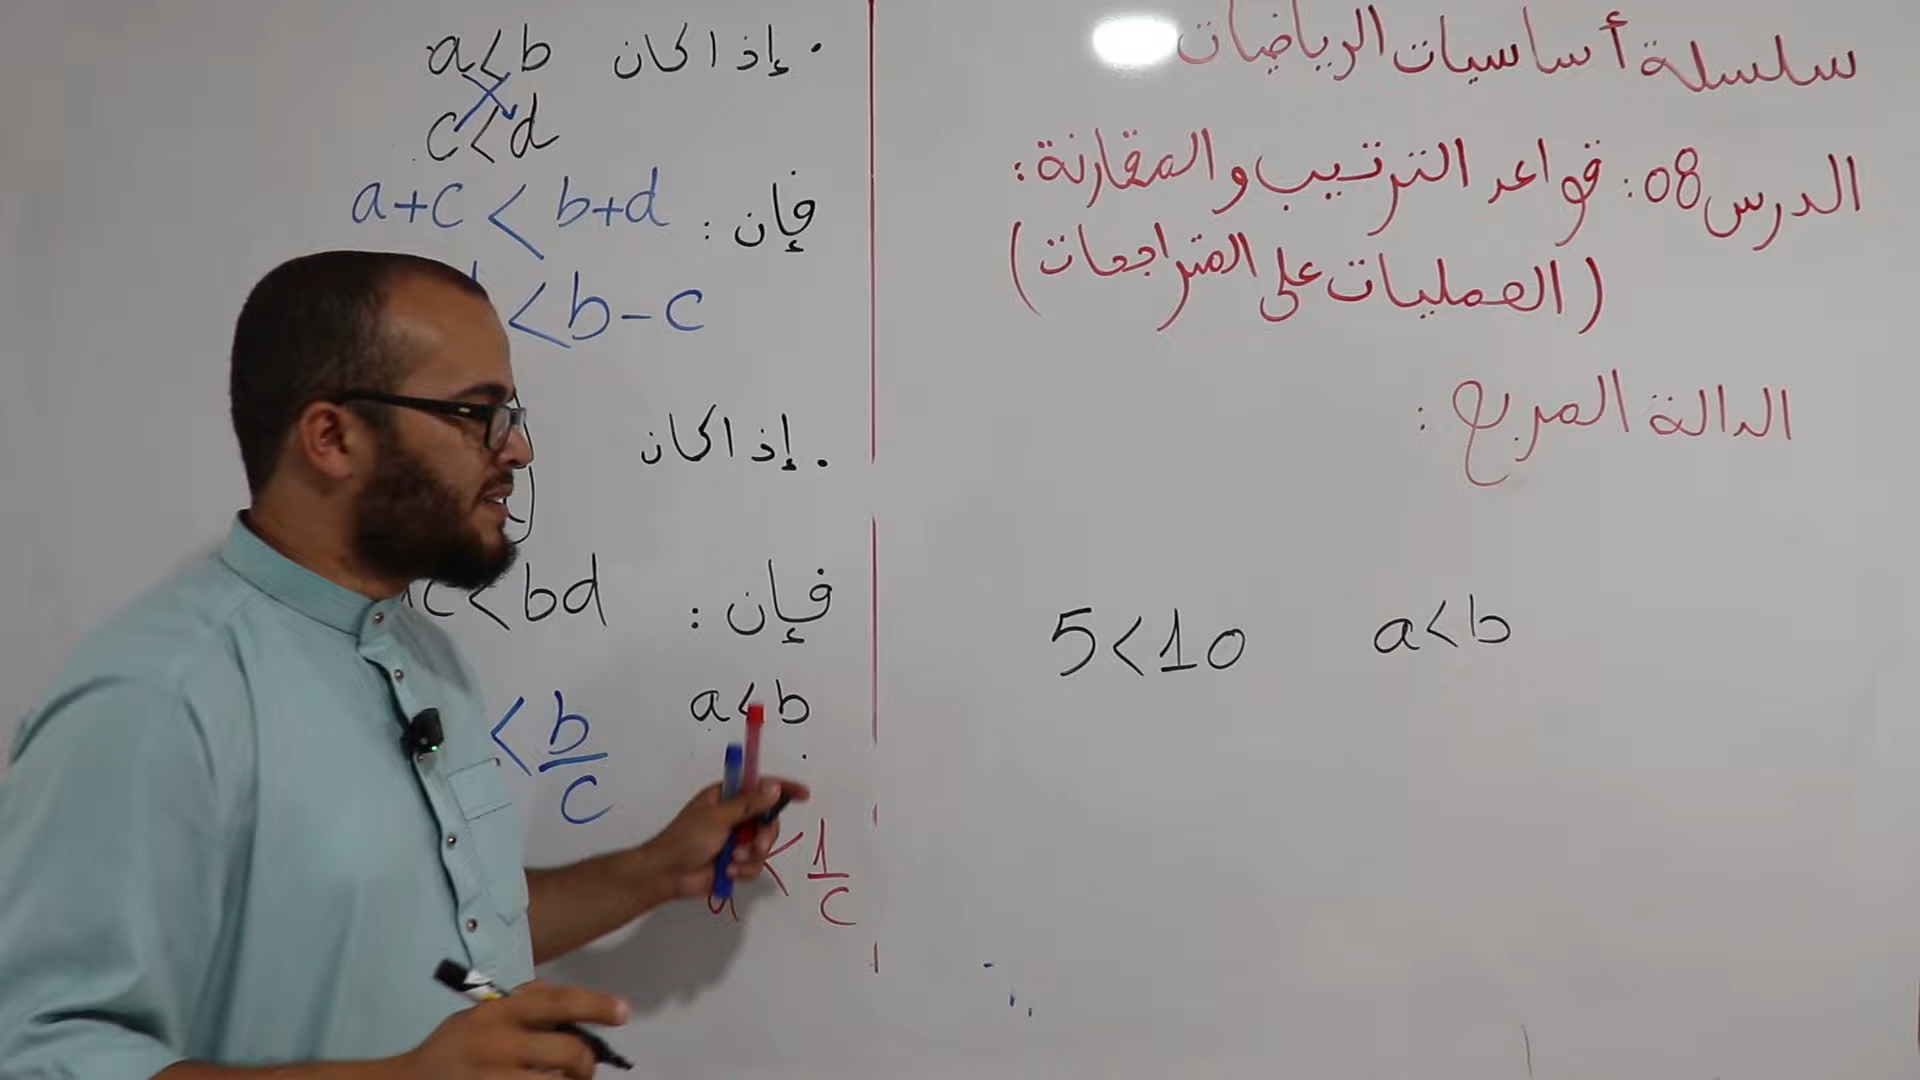 سلسلة أساسيات الرياضيات
الدرس 08: قواعد الترتيب والمقارنة:
(العمليات على المتراجحات)
الدالة المربع:
5<10 a<b
• إذا كان a<b
c<d
فإن: a+c < b+d
<b-c
• إذا كان
فإن: c<bd
a<b
< b/c
< 1/c